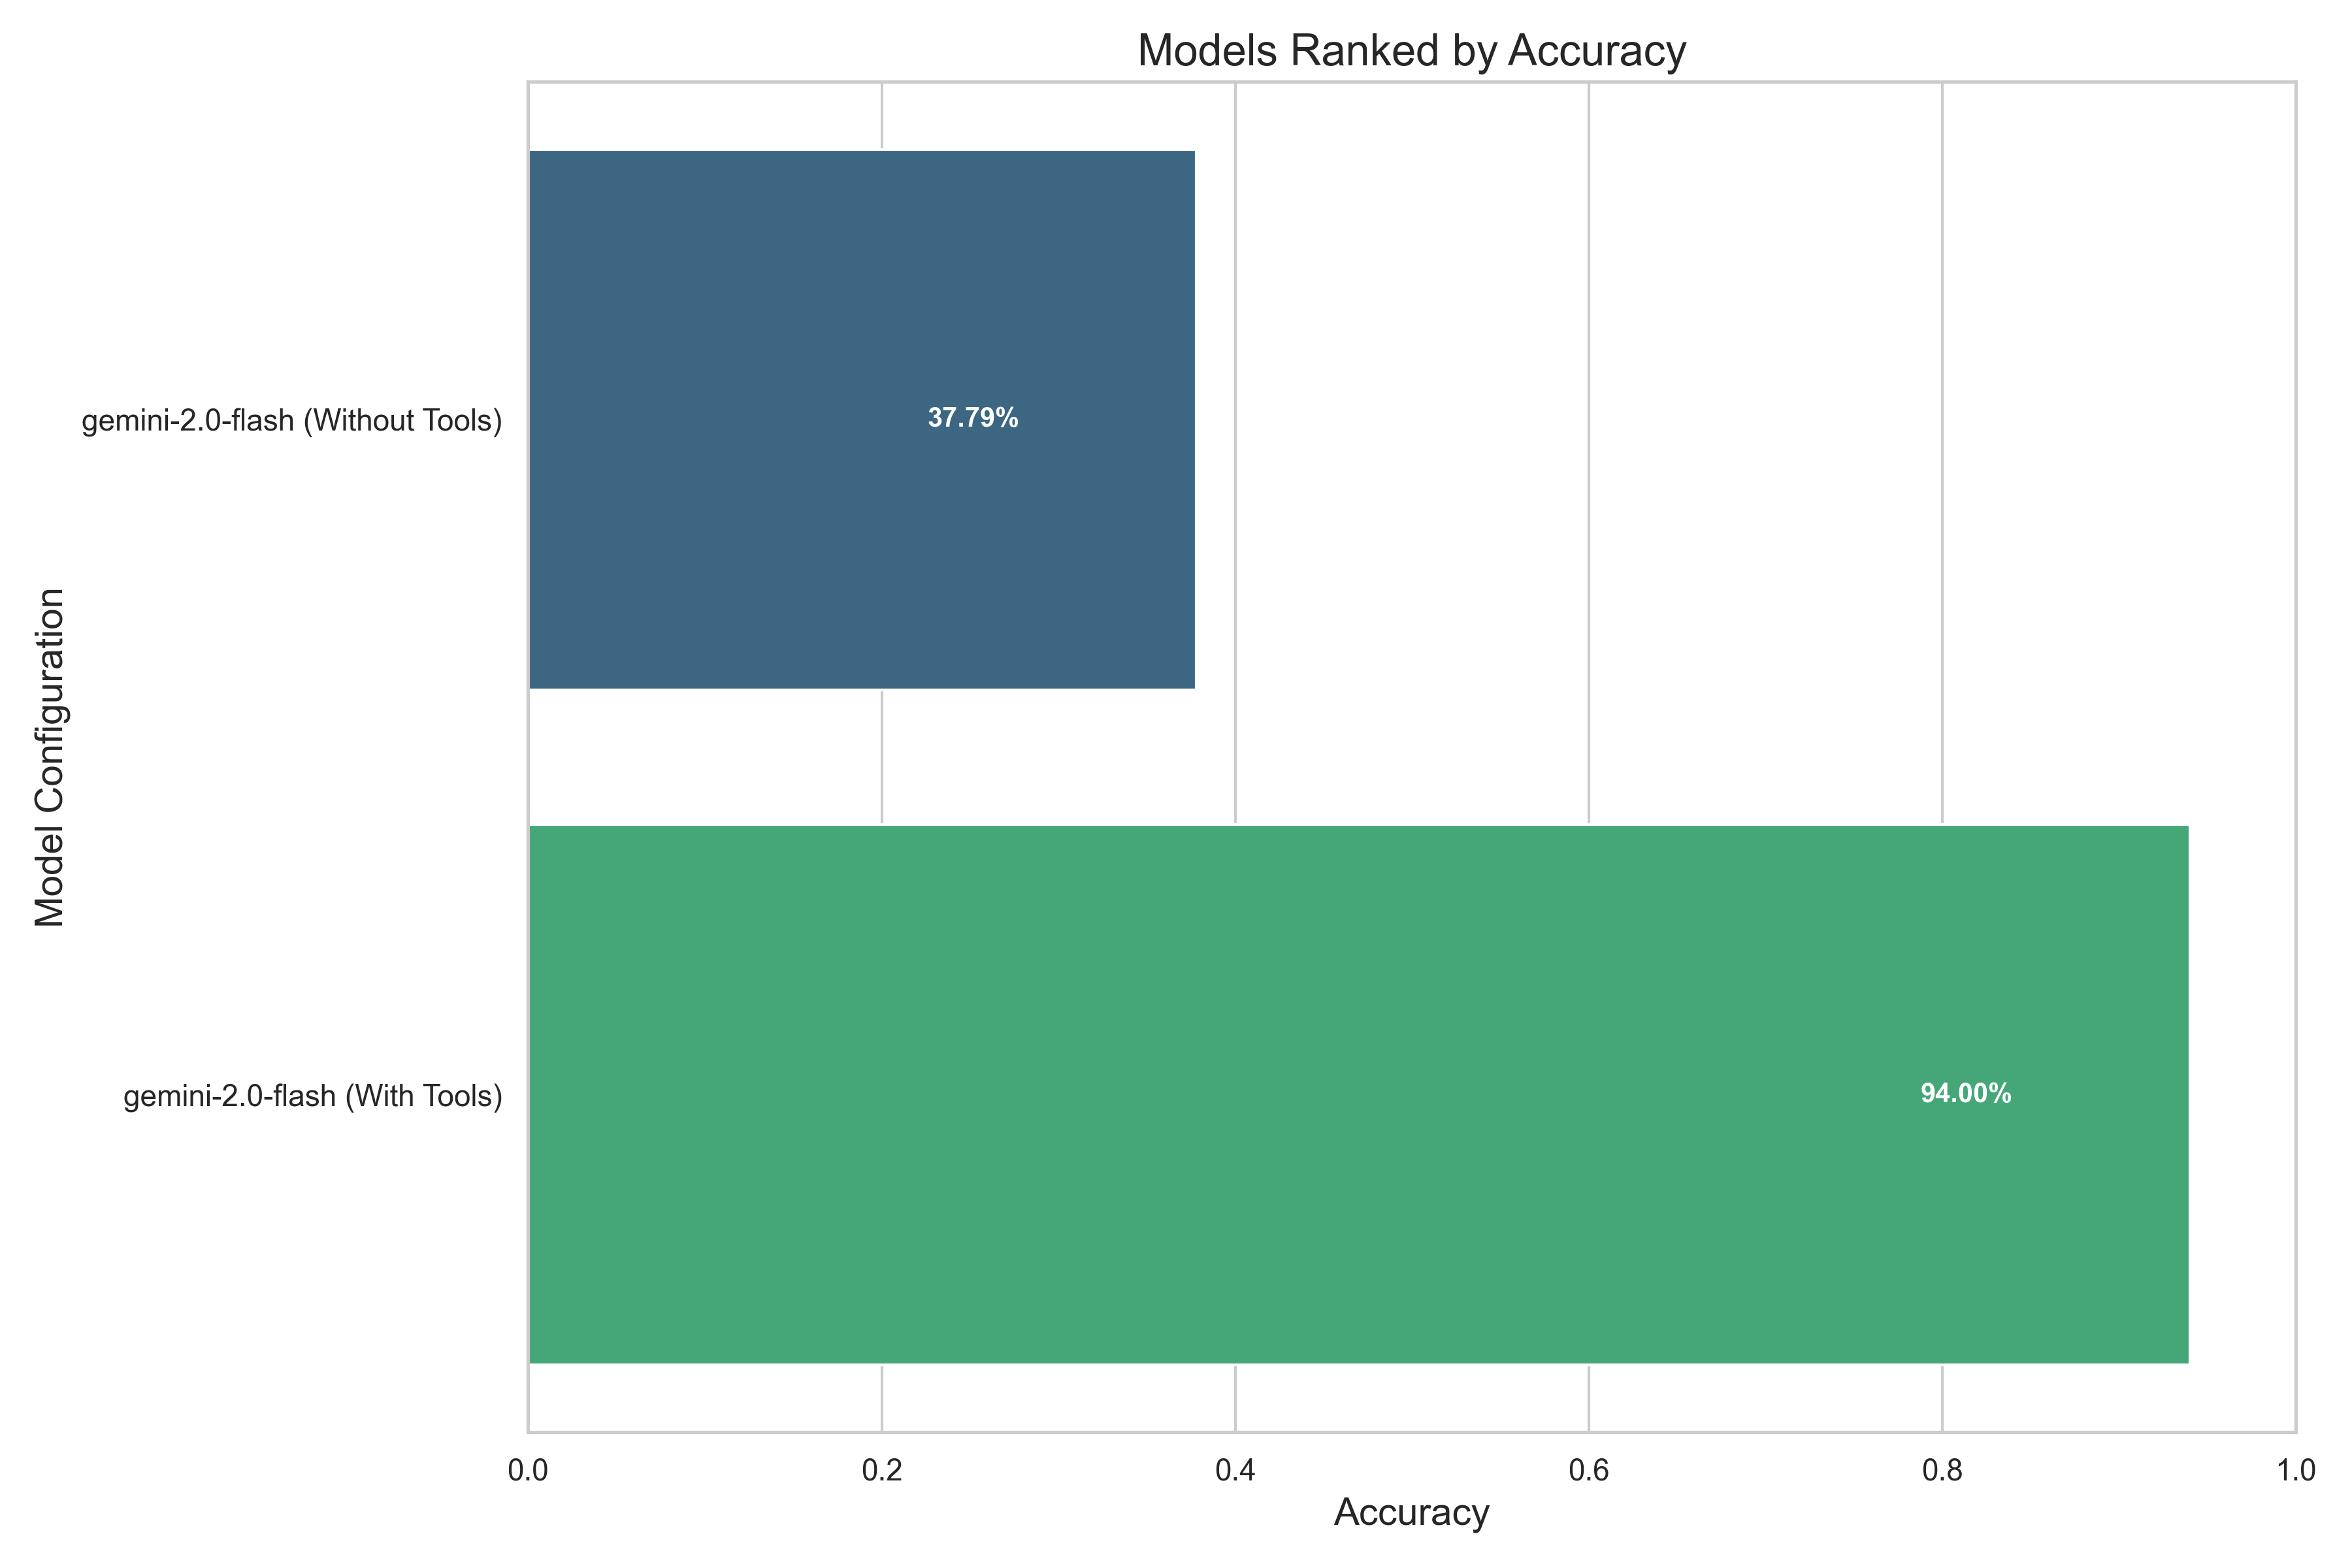 Models Ranked by Accuracy
Model Configuration
gemini-2.0-flash (Without Tools)
37.79%
gemini-2.0-flash (With Tools)
94.00%
0.0 0.2 0.4 0.6 0.8 1.0
Accuracy